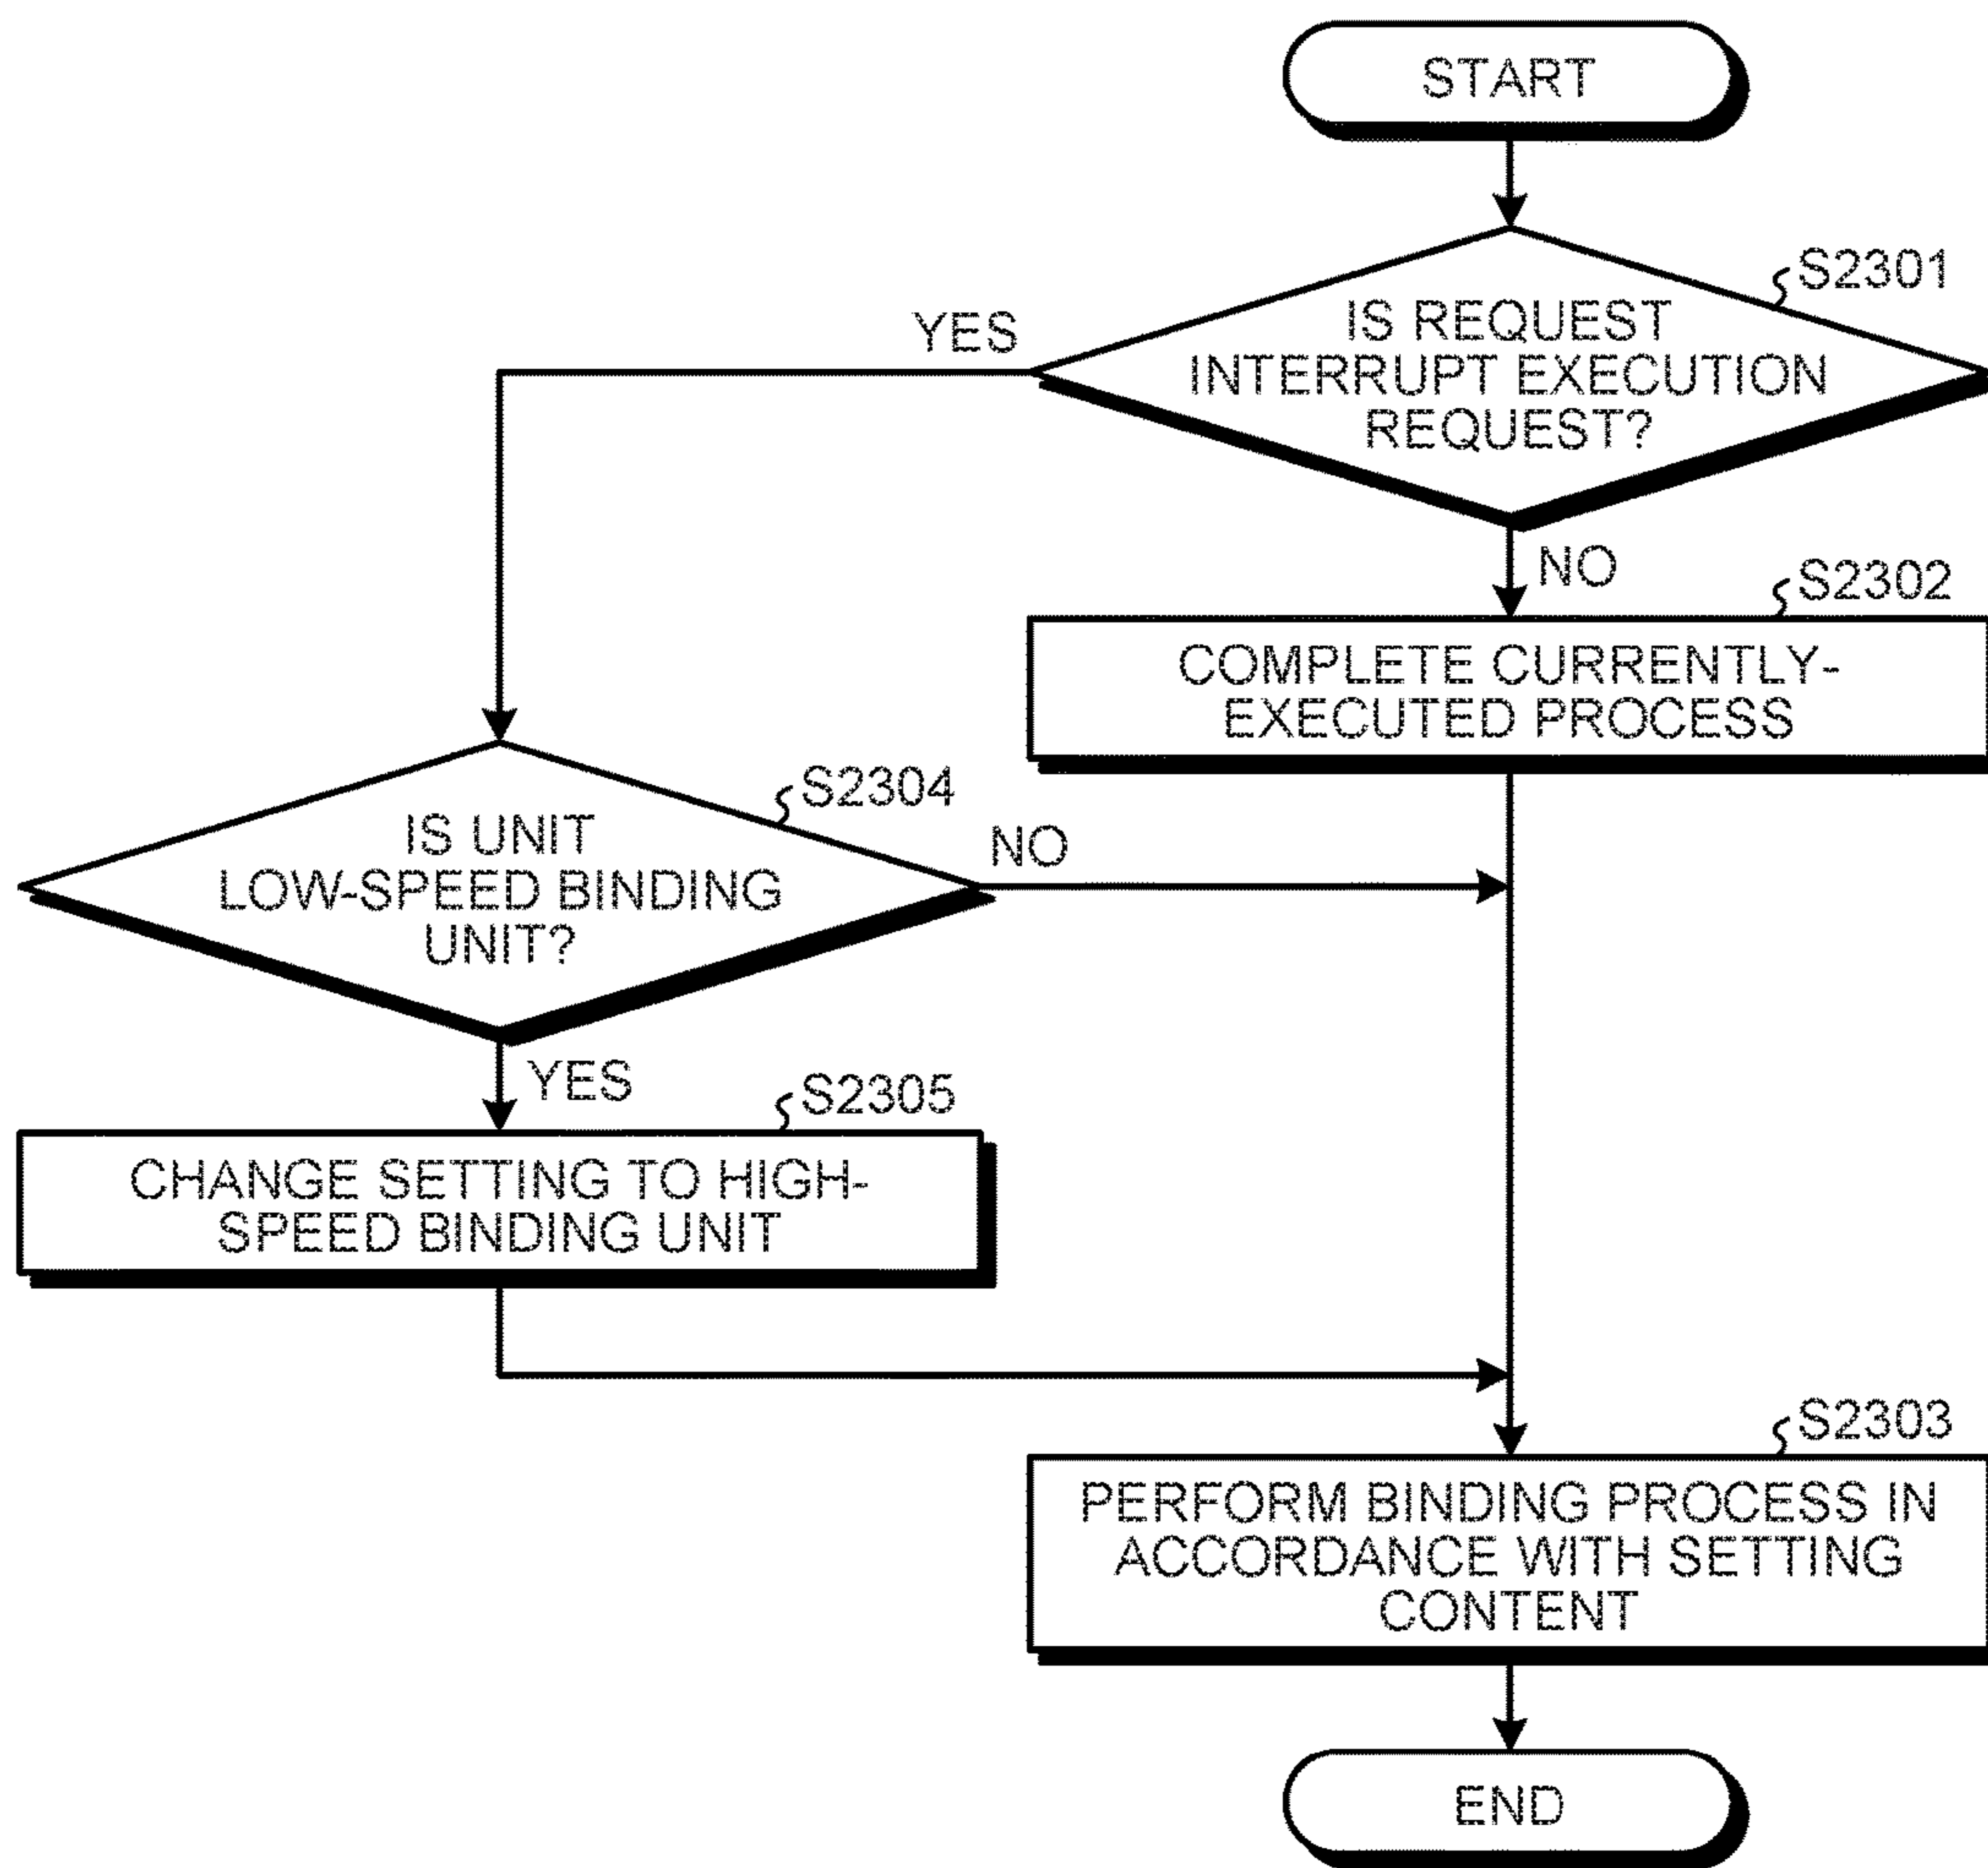 START
S2301
YES
IS REQUEST
INTERRUPT EXECUTION
REQUEST?
NO
S2302
COMPLETE CURRENTLY-
EXECUTED PROCESS
S2304
IS UNIT
LOW-SPEED BINDING
UNIT?
NO
YES
S2305
CHANGE SETTING TO HIGH-
SPEED BINDING UNIT
S2303
PERFORM BINDING PROCESS IN
ACCORDANCE WITH SETTING
CONTENT
END